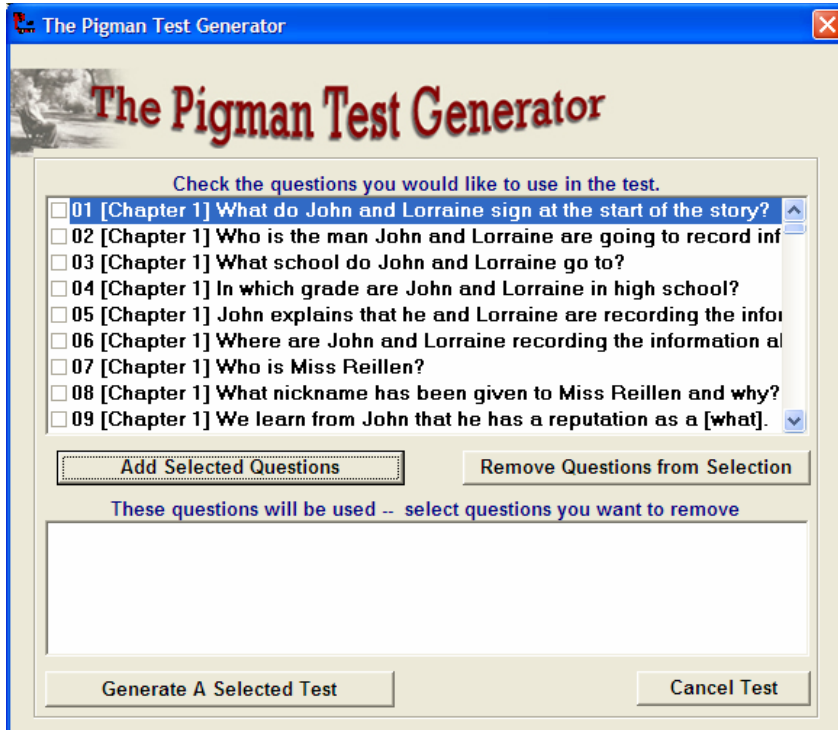 The Pigman Test Generator
The Pigman Test Generator
Check the questions you would like to use in the test.
01 [Chapter 1] What do John and Lorraine sign at the start of the story?
02 [Chapter 1] Who is the man John and Lorraine are going to record inf
03 [Chapter 1] What school do John and Lorraine go to?
04 [Chapter 1] In which grade are John and Lorraine in high school?
05 [Chapter 1] John explains that he and Lorraine are recording the infor
06 [Chapter 1] Where are John and Lorraine recording the information al
07 [Chapter 1] Who is Miss Reillen?
08 [Chapter 1] What nickname has been given to Miss Reillen and why?
09 [Chapter 1] We learn from John that he has a reputation as a [what].
Add Selected Questions Remove Questions from Selection
These questions will be used -- select questions you want to remove
Generate A Selected Test Cancel Test